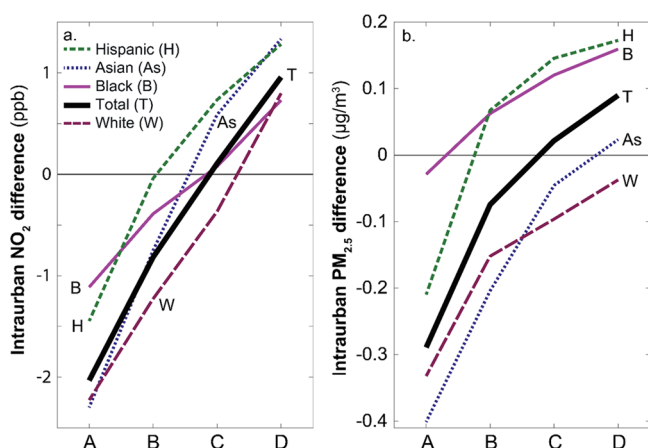 a.
Hispanic (H)
Asian (As)
Black (B)
Total (T)
White (W)
Intraurban NO2 difference (ppb)
1
0
-1
-2
T
As
B
H
W
A B C D
b.
Intraurban PM2.5 difference (µg/m³)
0.2
0.1
0
-0.1
-0.2
-0.3
-0.4
H
B
T
As
W
A B C D